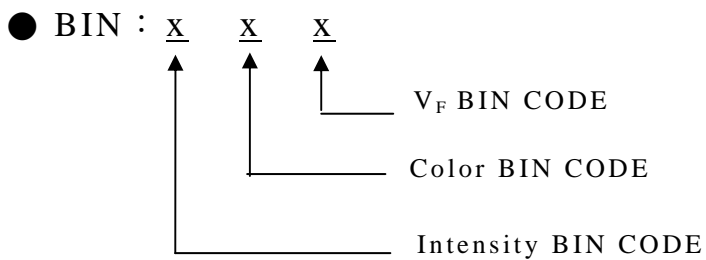 ● BIN：x x x
V_F BIN CODE
Color BIN CODE
Intensity BIN CODE